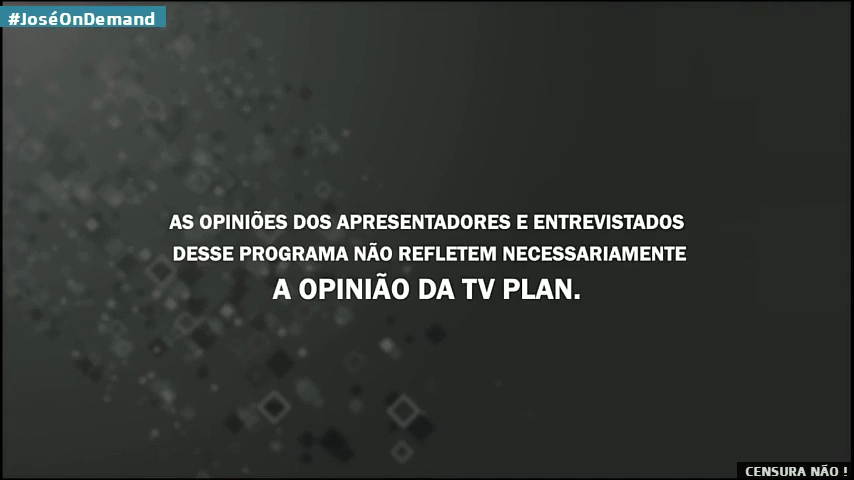 #JoséOnDemand
AS OPINIÕES DOS APRESENTADORES E ENTREVISTADOS
DESSE PROGRAMA NÃO REFLETEM NECESSARIAMENTE
A OPINIÃO DA TV PLAN.
CENSURA NÃO !